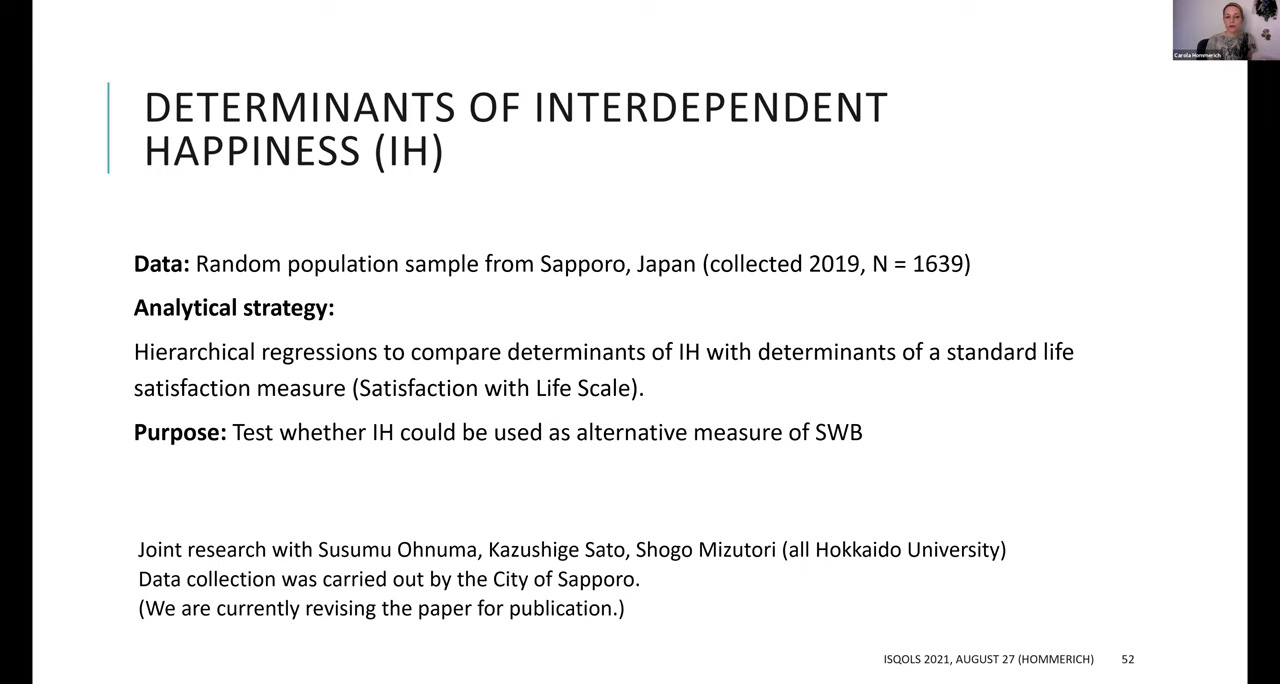 Carola Hommerich
DETERMINANTS OF INTERDEPENDENT
HAPPINESS (IH)
Data: Random population sample from Sapporo, Japan (collected 2019, N = 1639)
Analytical strategy:
Hierarchical regressions to compare determinants of IH with determinants of a standard life
satisfaction measure (Satisfaction with Life Scale).
Purpose: Test whether IH could be used as alternative measure of SWB
Joint research with Susumu Ohnuma, Kazushige Sato, Shogo Mizutori (all Hokkaido University)
Data collection was carried out by the City of Sapporo.
(We are currently revising the paper for publication.)
ISQOLS 2021, AUGUST 27 (HOMMERICH) 52